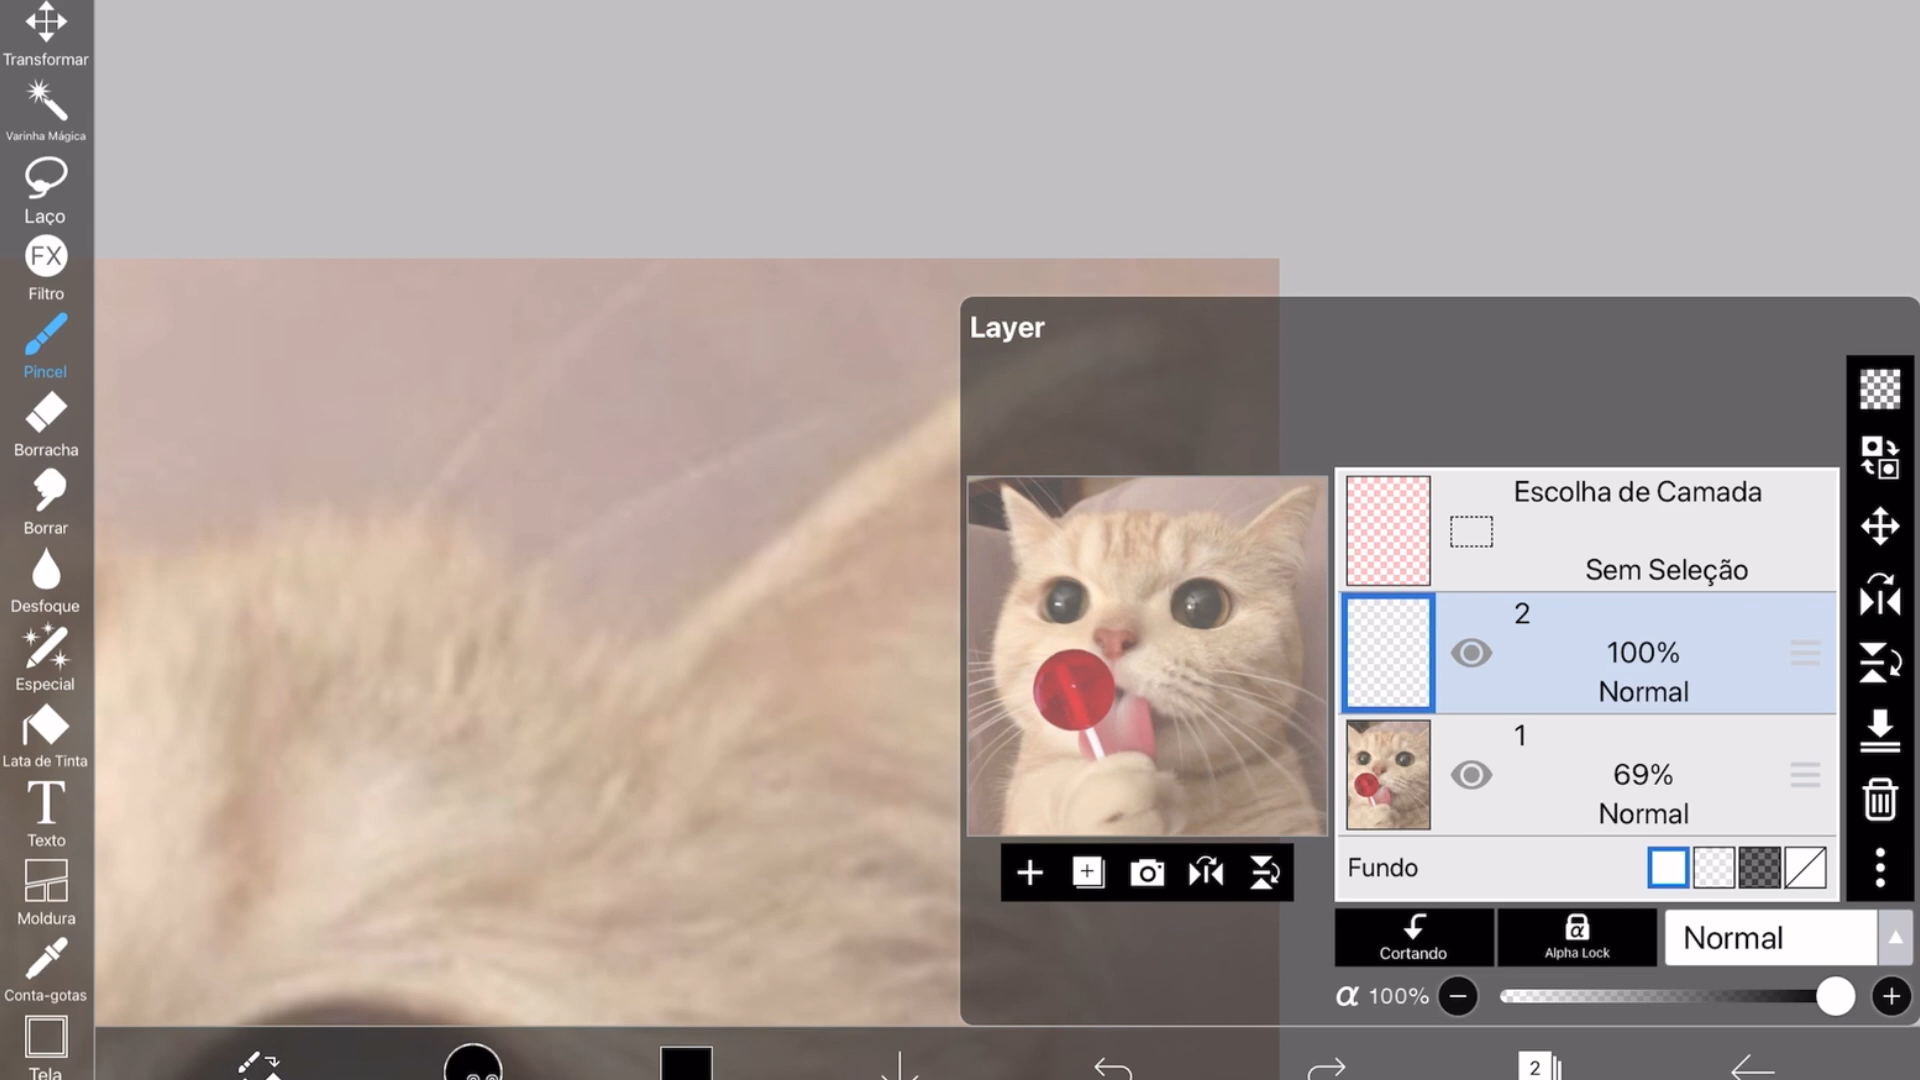 Transformar
Varinha Mágica
Laço
FX
Filtro
Pincel
Borracha
Borrar
Desfoque
Especial
Lata de Tinta
T
Texto
Moldura
Conta-gotas
Tela
Layer
Escolha de Camada
Sem Seleção
2
100%
Normal
1
69%
Normal
Fundo
Cortando
α
Alpha Lock
Normal
α 100%
2